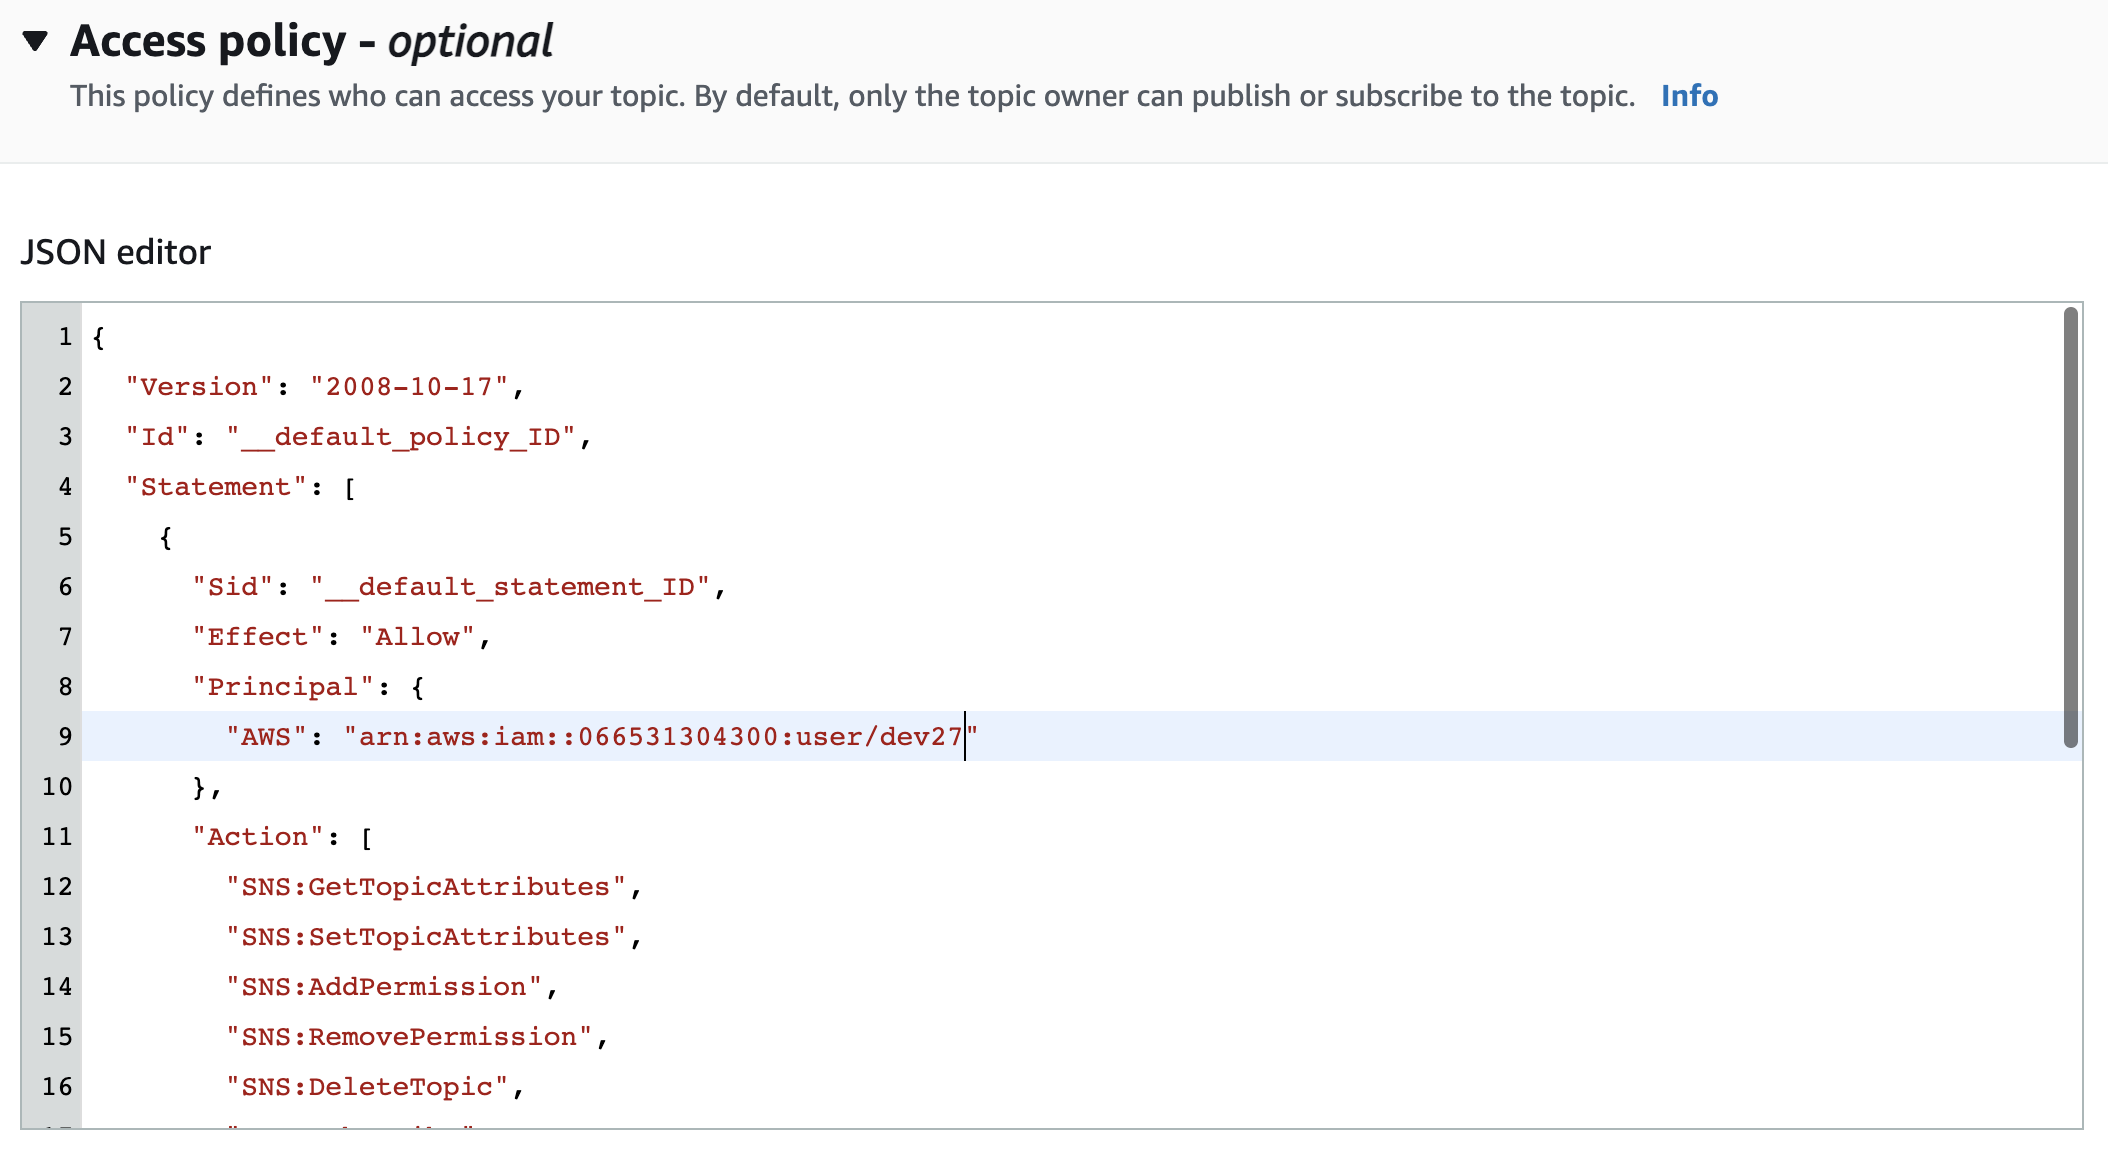 ▼ Access policy - optional
This policy defines who can access your topic. By default, only the topic owner can publish or subscribe to the topic. Info
JSON editor
1 {
2 "Version": "2008-10-17",
3 "Id": "__default_policy_ID",
4 "Statement": [
5 {
6 "Sid": "__default_statement_ID",
7 "Effect": "Allow",
8 "Principal": {
9 "AWS": "arn:aws:iam::066531304300:user/dev27"
10 },
11 "Action": [
12 "SNS:GetTopicAttributes",
13 "SNS:SetTopicAttributes",
14 "SNS:AddPermission",
15 "SNS:RemovePermission",
16 "SNS:DeleteTopic",